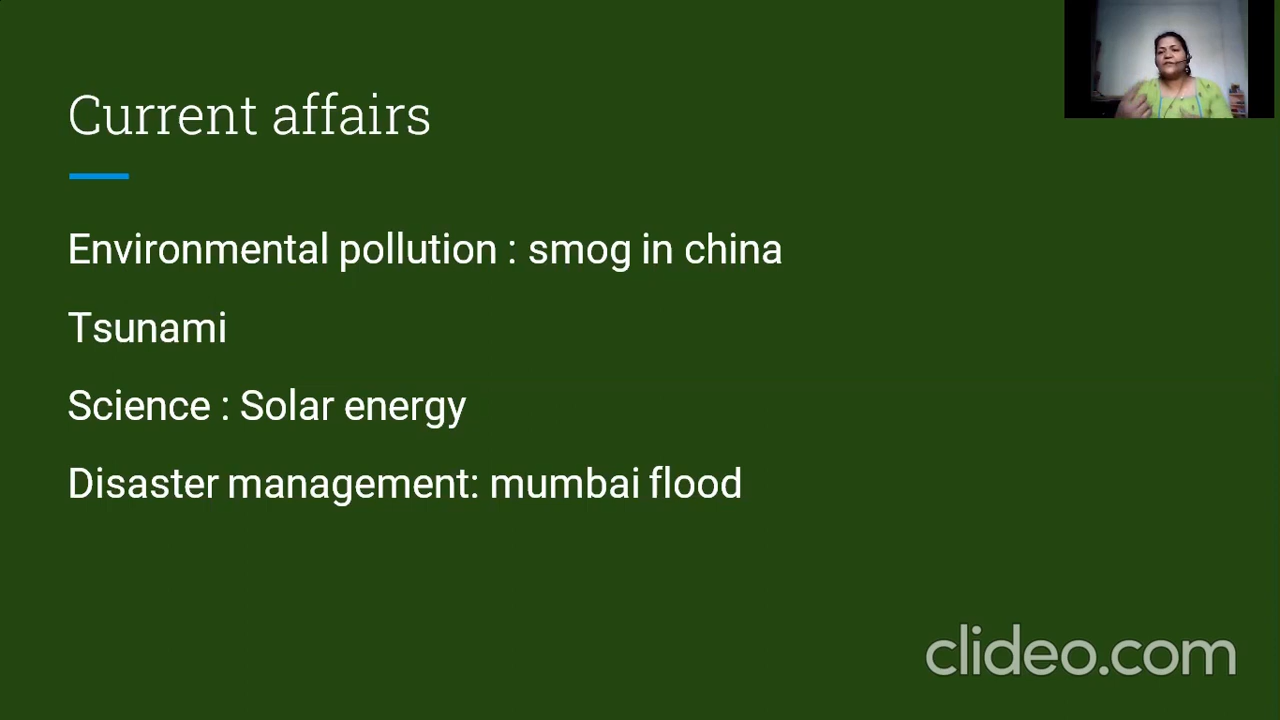 Current affairs
Environmental pollution : smog in china
Tsunami
Science : Solar energy
Disaster management: mumbai flood
clideo.com